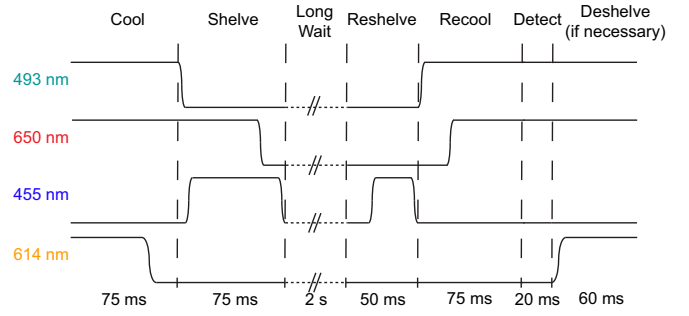 Cool Shelve Long Wait Reshelve Recool Detect Deshelve (if necessary)
493 nm
650 nm
455 nm
614 nm
75 ms 75 ms 2 s 50 ms 75 ms 20 ms 60 ms